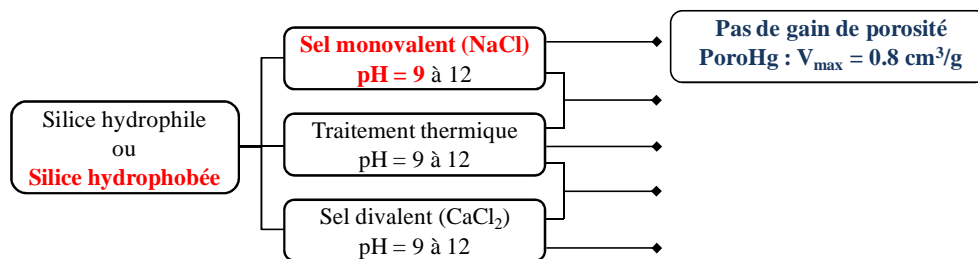 Silice hydrophile
ou
Silice hydrophobée
Sel monovalent (NaCl)
pH = 9 à 12
Traitement thermique
pH = 9 à 12
Sel divalent (CaCl₂)
pH = 9 à 12
Pas de gain de porosité
PoroHg : Vmax = 0.8 cm³/g